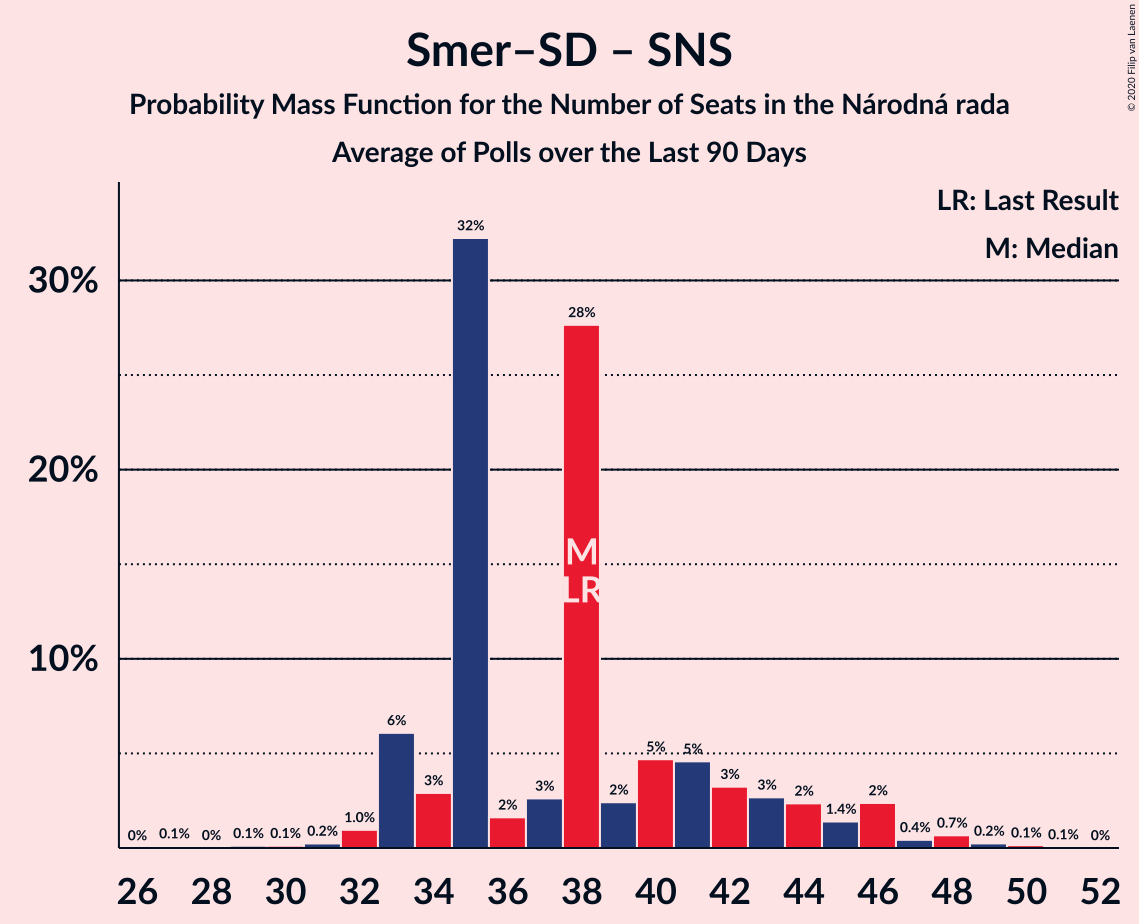 Smer–SD – SNS
Probability Mass Function for the Number of Seats in the Národná rada
Average of Polls over the Last 90 Days
© 2020 Filip van Laenen
LR: Last Result
M: Median
30%
20%
10%
0% 0.1% 0% 0.1% 0.1% 0.2% 1.0% 6% 3% 32% 2% 3% 28% 2% 5% 5% 3% 3% 2% 1.4% 2% 0.4% 0.7% 0.2% 0.1% 0.1% 0%
M
LR
26 28 30 32 34 36 38 40 42 44 46 48 50 52